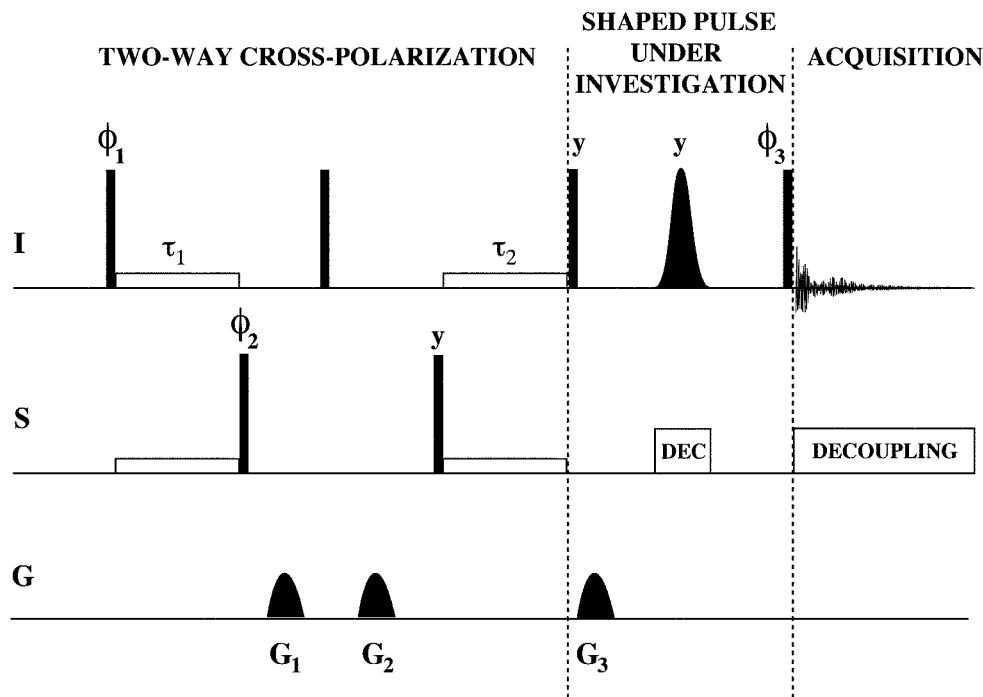 SHAPED PULSE
TWO-WAY CROSS-POLARIZATION UNDER ACQUISITION
INVESTIGATION
ϕ₁ y y ϕ₃
I τ₁ τ₂
ϕ₂ y
S DEC DECOUPLING
G
G₁ G₂ G₃